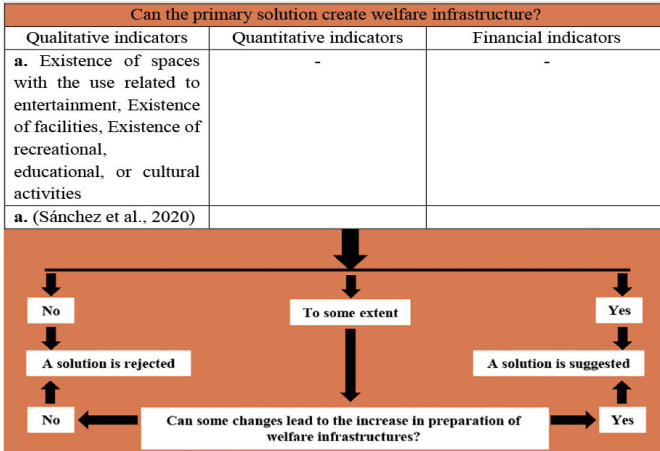 Can the primary solution create welfare infrastructure?
Qualitative indicators
Quantitative indicators
Financial indicators
a. Existence of spaces
with the use related to
entertainment, Existence
of facilities, Existence of
recreational,
educational, or cultural
activities
-
-
a. (Sánchez et al., 2020)
No
To some extent
Yes
A solution is rejected
A solution is suggested
No
Can some changes lead to the increase in preparation of
welfare infrastructures?
Yes